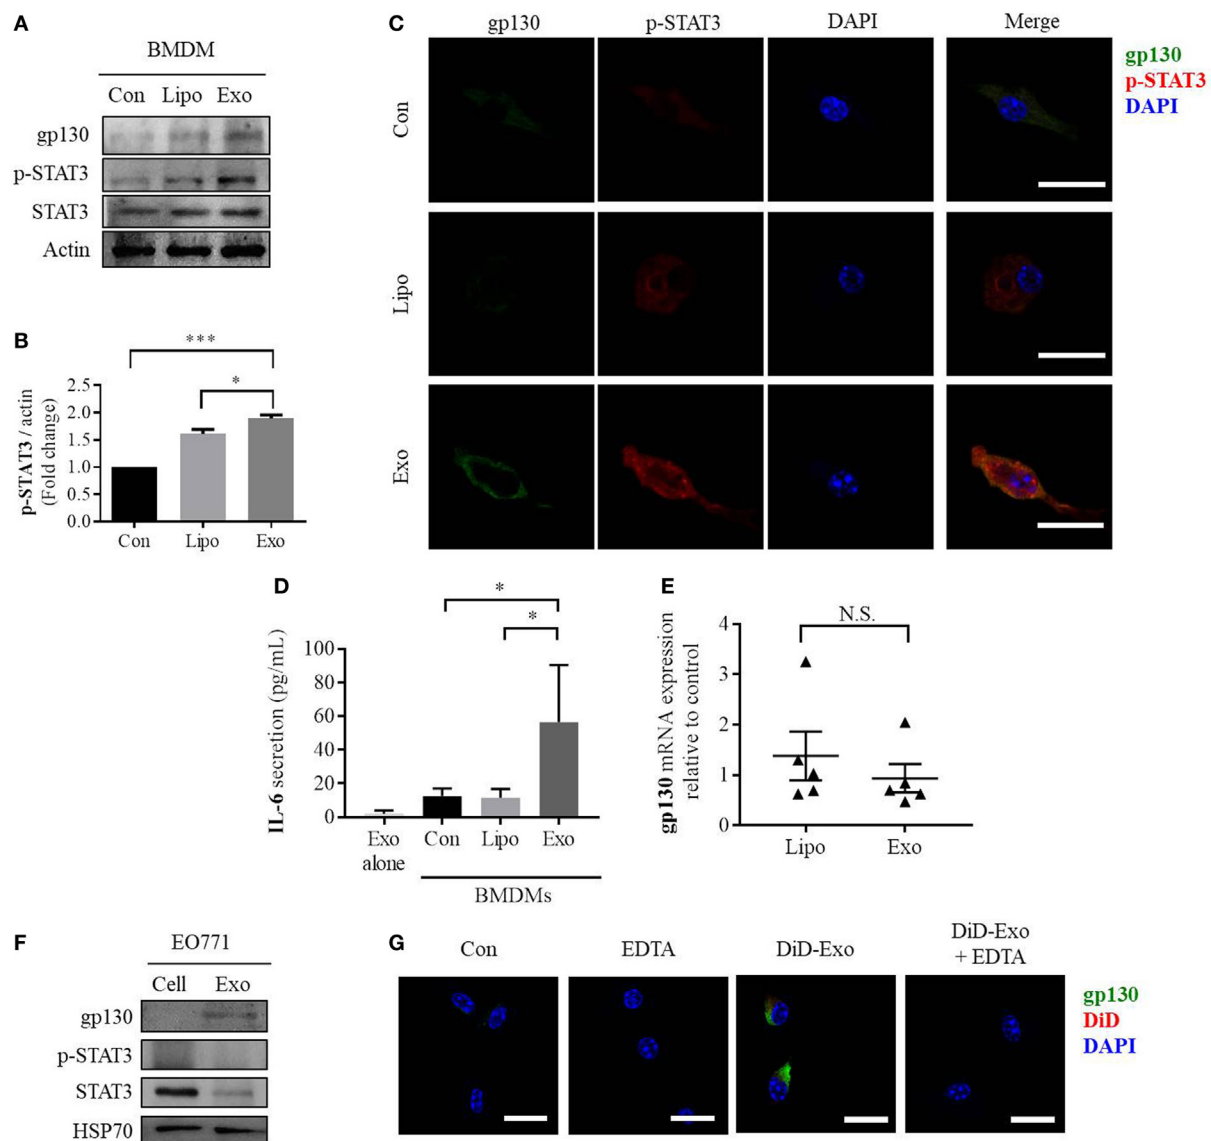 A
BMDM
Con Lipo Exo
gp130
p-STAT3
STAT3
Actin
B
***
*
p-STAT3 / actin
(Fold change)
2.5
2.0
1.5
1.0
0.5
0.0
Con Lipo Exo
C
gp130 p-STAT3 DAPI Merge
gp130
p-STAT3
DAPI
Con
Lipo
Exo
D
*
*
IL-6 secretion (pg/mL)
100
80
60
40
20
0
Exo alone Con Lipo Exo
BMDMs
E
N.S.
gp130 mRNA expression
relative to control
4
3
2
1
0
Lipo Exo
F
EO771
Cell Exo
gp130
p-STAT3
STAT3
HSP70
G
Con EDTA DiD-Exo DiD-Exo + EDTA
gp130
DiD
DAPI